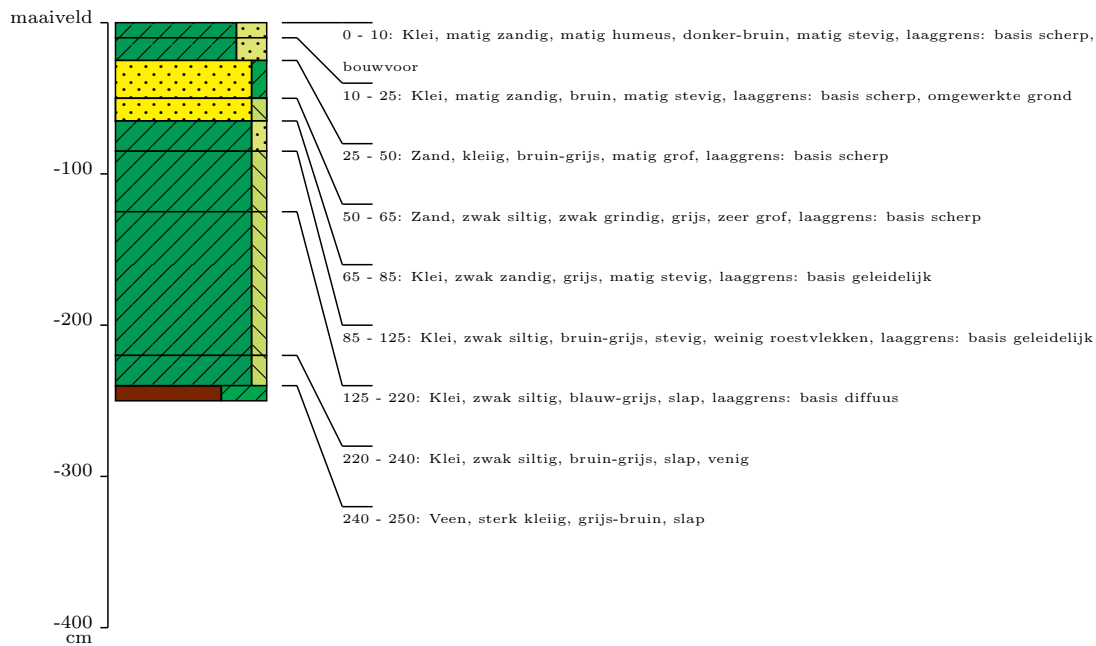 maaiveld
0 - 10: Klei, matig zandig, matig humeus, donker-bruin, matig stevig, laaggrens: basis scherp,
bouwvoor
10 - 25: Klei, matig zandig, bruin, matig stevig, laaggrens: basis scherp, omgewerkte grond
25 - 50: Zand, kleiig, bruin-grijs, matig grof, laaggrens: basis scherp
-100
50 - 65: Zand, zwak siltig, zwak grindig, grijs, zeer grof, laaggrens: basis scherp
65 - 85: Klei, zwak zandig, grijs, matig stevig, laaggrens: basis geleidelijk
-200
85 - 125: Klei, zwak siltig, bruin-grijs, stevig, weinig roestvlekken, laaggrens: basis geleidelijk
125 - 220: Klei, zwak siltig, blauw-grijs, slap, laaggrens: basis diffuus
220 - 240: Klei, zwak siltig, bruin-grijs, slap, venig
-300
240 - 250: Veen, sterk kleiig, grijs-bruin, slap
-400
cm